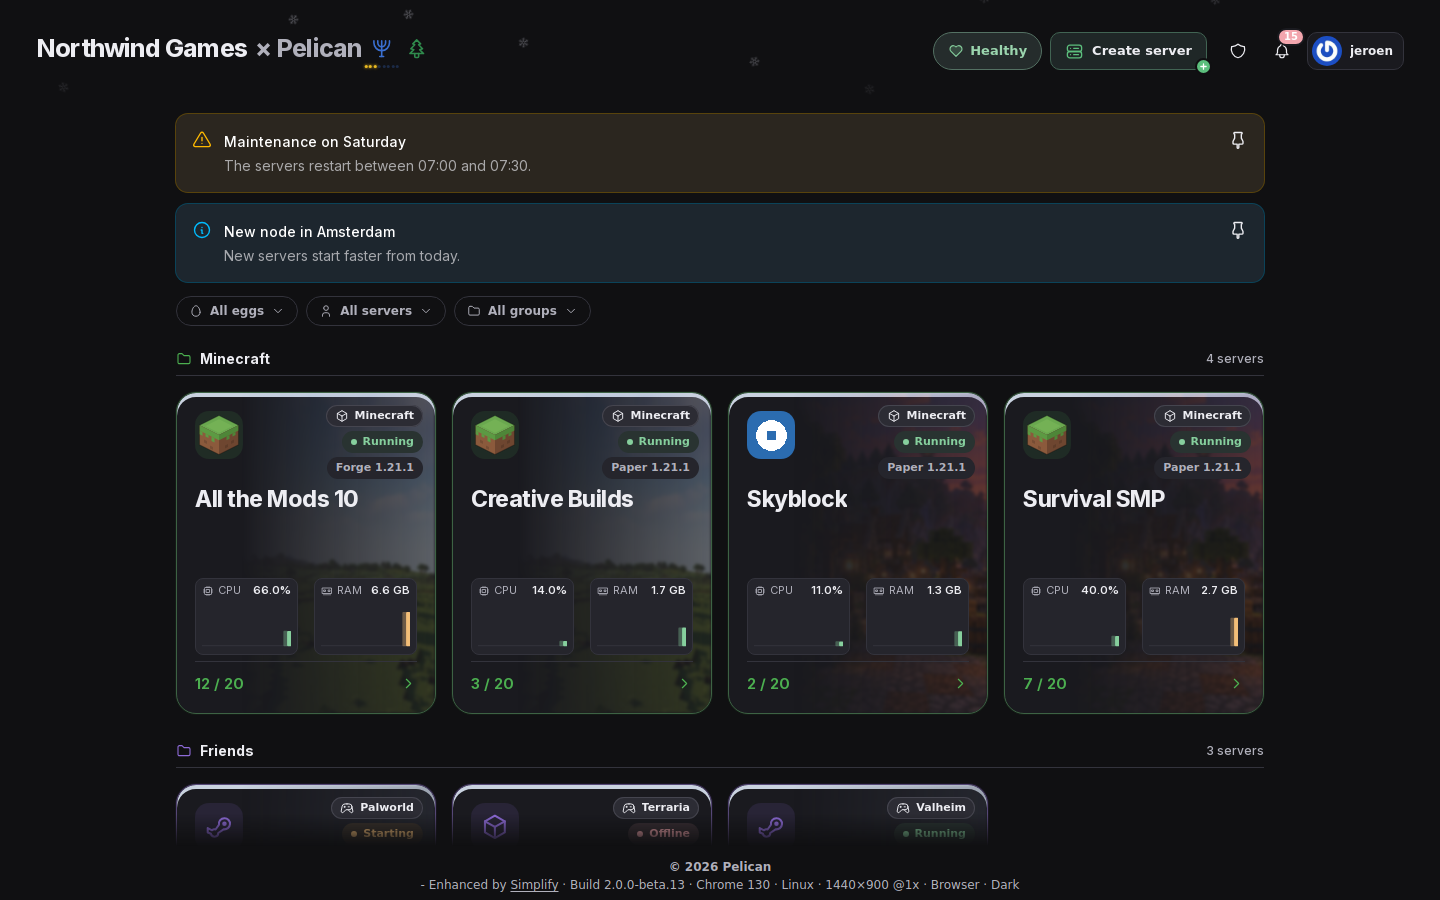 Northwind Games × Pelican
Healthy
Create server
15
jeroen
Maintenance on Saturday
The servers restart between 07:00 and 07:30.
New node in Amsterdam
New servers start faster from today.
All eggs
All servers
All groups
Minecraft
4 servers
Minecraft
Running
Forge 1.21.1
All the Mods 10
CPU 66.0%
RAM 6.6 GB
12 / 20
Minecraft
Running
Paper 1.21.1
Creative Builds
CPU 14.0%
RAM 1.7 GB
3 / 20
Minecraft
Running
Paper 1.21.1
Skyblock
CPU 11.0%
RAM 1.3 GB
2 / 20
Minecraft
Running
Paper 1.21.1
Survival SMP
CPU 40.0%
RAM 2.7 GB
7 / 20
Friends
3 servers
Palworld
Starting
Terraria
Offline
Valheim
Running
© 2026 Pelican
- Enhanced by Simplify · Build 2.0.0-beta.13 · Chrome 130 · Linux · 1440×900 @1x · Browser · Dark